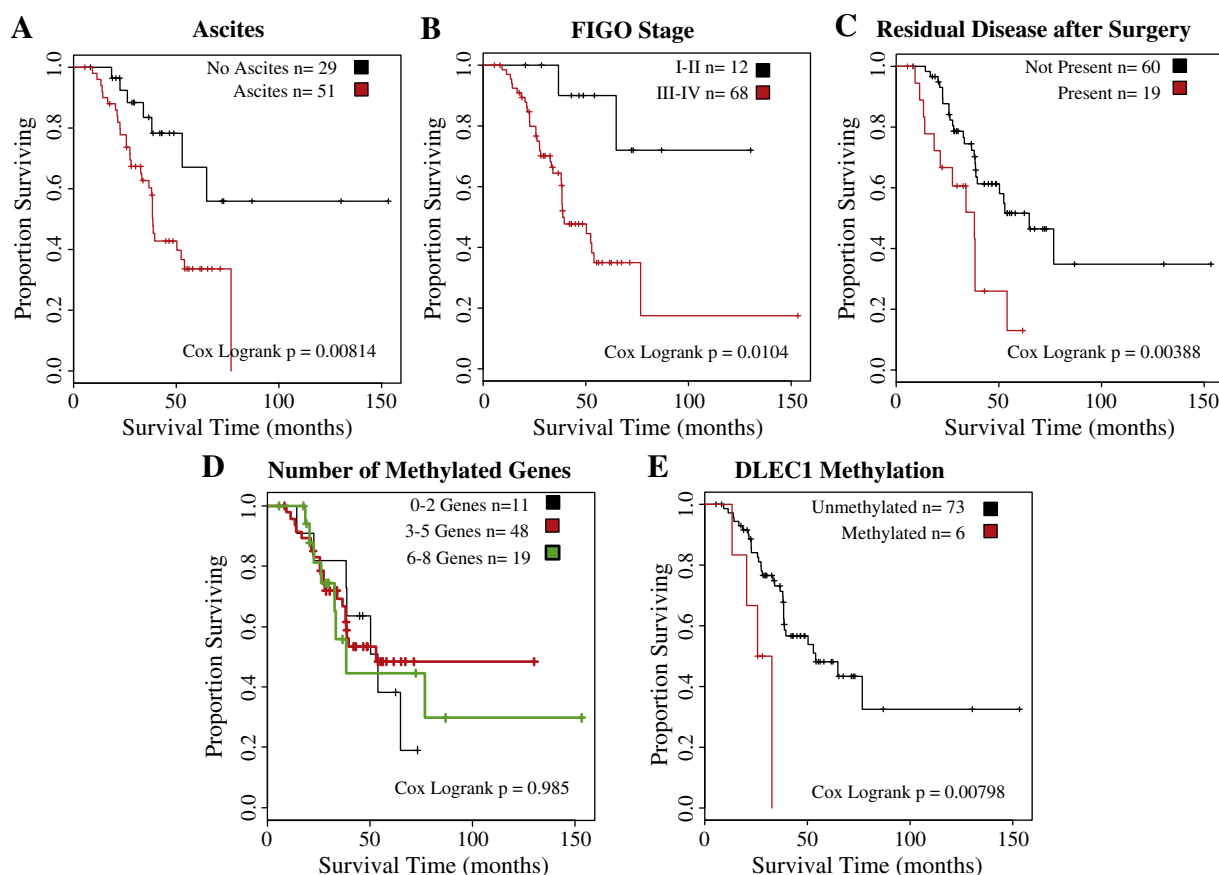 A
Ascites
No Ascites n= 29
Ascites n= 51
Proportion Surviving
0.0 0.2 0.4 0.6 0.8 1.0
Cox Logrank p = 0.00814
0 50 100 150
Survival Time (months)
B
FIGO Stage
I-II n= 12
III-IV n= 68
Proportion Surviving
0.0 0.2 0.4 0.6 0.8 1.0
Cox Logrank p = 0.0104
0 50 100 150
Survival Time (months)
C
Residual Disease after Surgery
Not Present n= 60
Present n= 19
Proportion Surviving
0.0 0.2 0.4 0.6 0.8 1.0
Cox Logrank p = 0.00388
0 50 100 150
Survival Time (months)
D
Number of Methylated Genes
0-2 Genes n=11
3-5 Genes n= 48
6-8 Genes n= 19
Proportion Surviving
0.0 0.2 0.4 0.6 0.8 1.0
Cox Logrank p = 0.985
0 50 100 150
Survival Time (months)
E
DLEC1 Methylation
Unmethylated n= 73
Methylated n= 6
Proportion Surviving
0.0 0.2 0.4 0.6 0.8 1.0
Cox Logrank p = 0.00798
0 50 100 150
Survival Time (months)